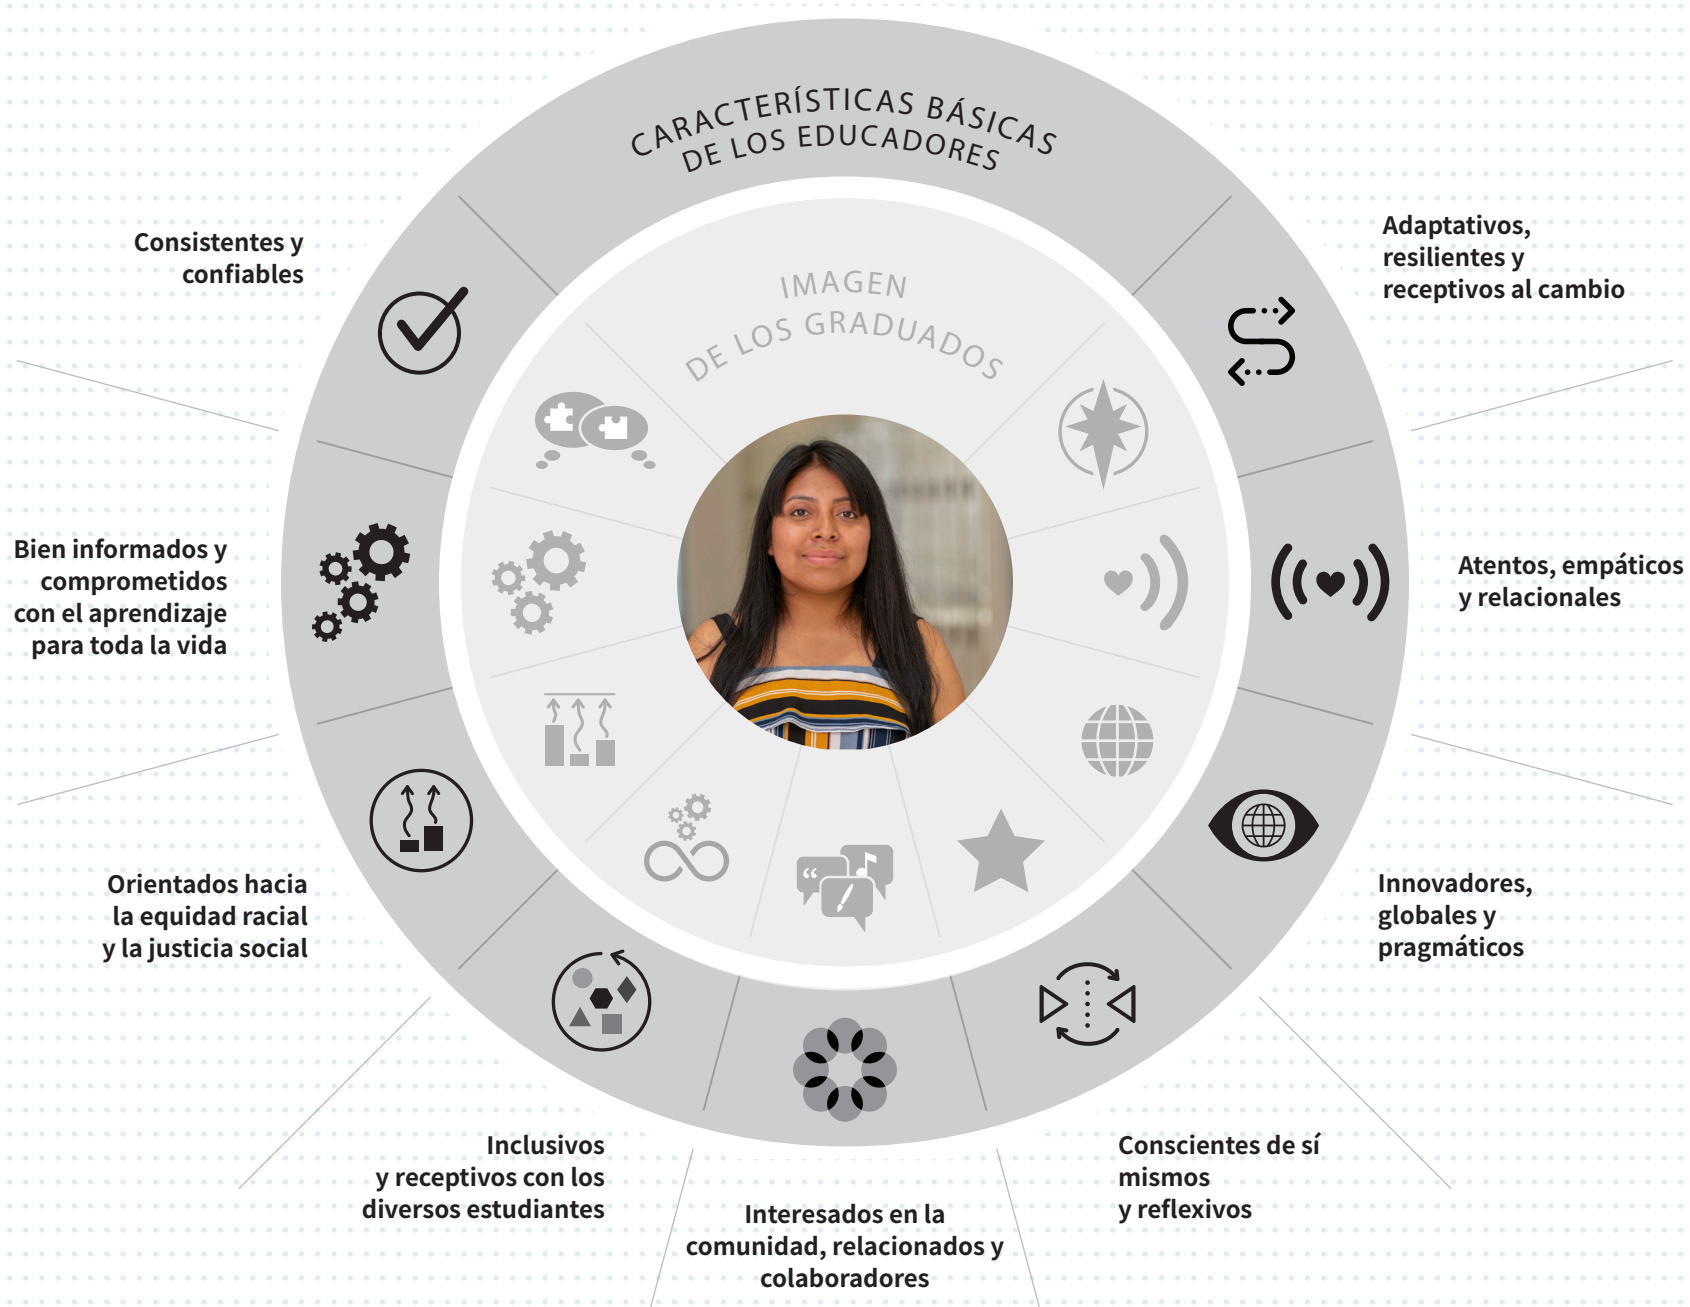 CARACTERÍSTICAS BÁSICAS
DE LOS EDUCADORES
IMAGEN
DE LOS GRADUADOS
Adaptativos,
resilientes y
receptivos al cambio
Atentos, empáticos
y relacionales
Innovadores,
globales y
pragmáticos
Conscientes de sí
mismos
y reflexivos
Interesados en la
comunidad, relacionados y
colaboradores
Inclusivos
y receptivos con los
diversos estudiantes
Orientados hacia
la equidad racial
y la justicia social
Bien informados y
comprometidos
con el aprendizaje
para toda la vida
Consistentes y
confiables